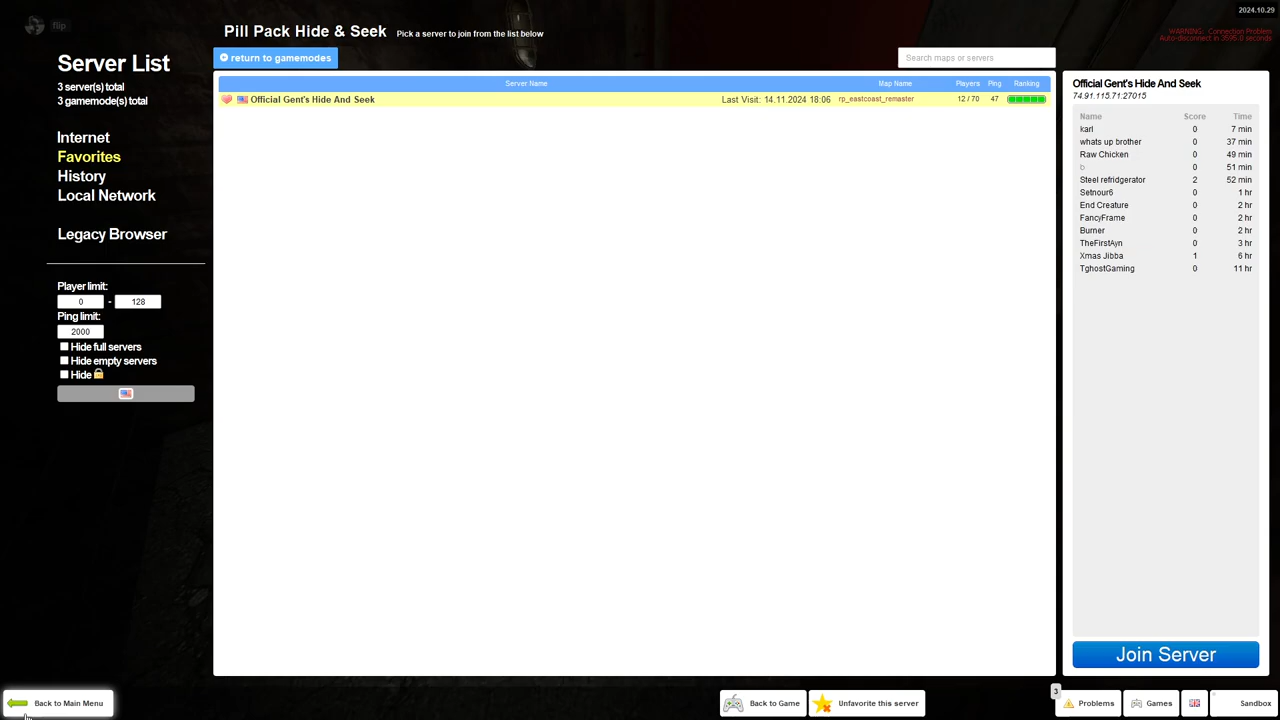 flip
2024.10.29
Pill Pack Hide & Seek
Pick a server to join from the list below
WARNING: Connection Problem
Auto-disconnect in 3595.0 seconds
Server List
3 server(s) total
3 gamemode(s) total
Internet
Favorites
History
Local Network
Legacy Browser
Player limit:
0 - 128
Ping limit:
2000
Hide full servers
Hide empty servers
Hide
return to gamemodes
Search maps or servers
Server Name Map Name Players Ping Ranking
Official Gent's Hide And Seek Last Visit: 14.11.2024 18:06 rp_eastcoast_remaster 12 / 70 47
Official Gent's Hide And Seek
74.91.115.71:27015
Name Score Time
karl 0 7 min
whats up brother 0 37 min
Raw Chicken 0 49 min
b 0 51 min
Steel refridgerator 2 52 min
Setnour6 0 1 hr
End Creature 0 2 hr
FancyFrame 0 2 hr
Burner 0 2 hr
TheFirstAyn 0 3 hr
Xmas Jibba 1 6 hr
TghostGaming 0 11 hr
Join Server
Back to Main Menu
Back to Game
Unfavorite this server
3
Problems
Games
Sandbox